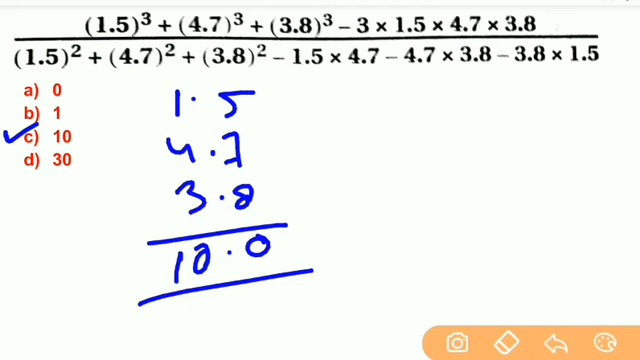 (1.5)³ + (4.7)³ + (3.8)³ − 3 × 1.5 × 4.7 × 3.8
(1.5)² + (4.7)² + (3.8)² − 1.5 × 4.7 − 4.7 × 3.8 − 3.8 × 1.5
a) 0
b) 1
c) 10
d) 30
1.5
4.7
3.8
10.0